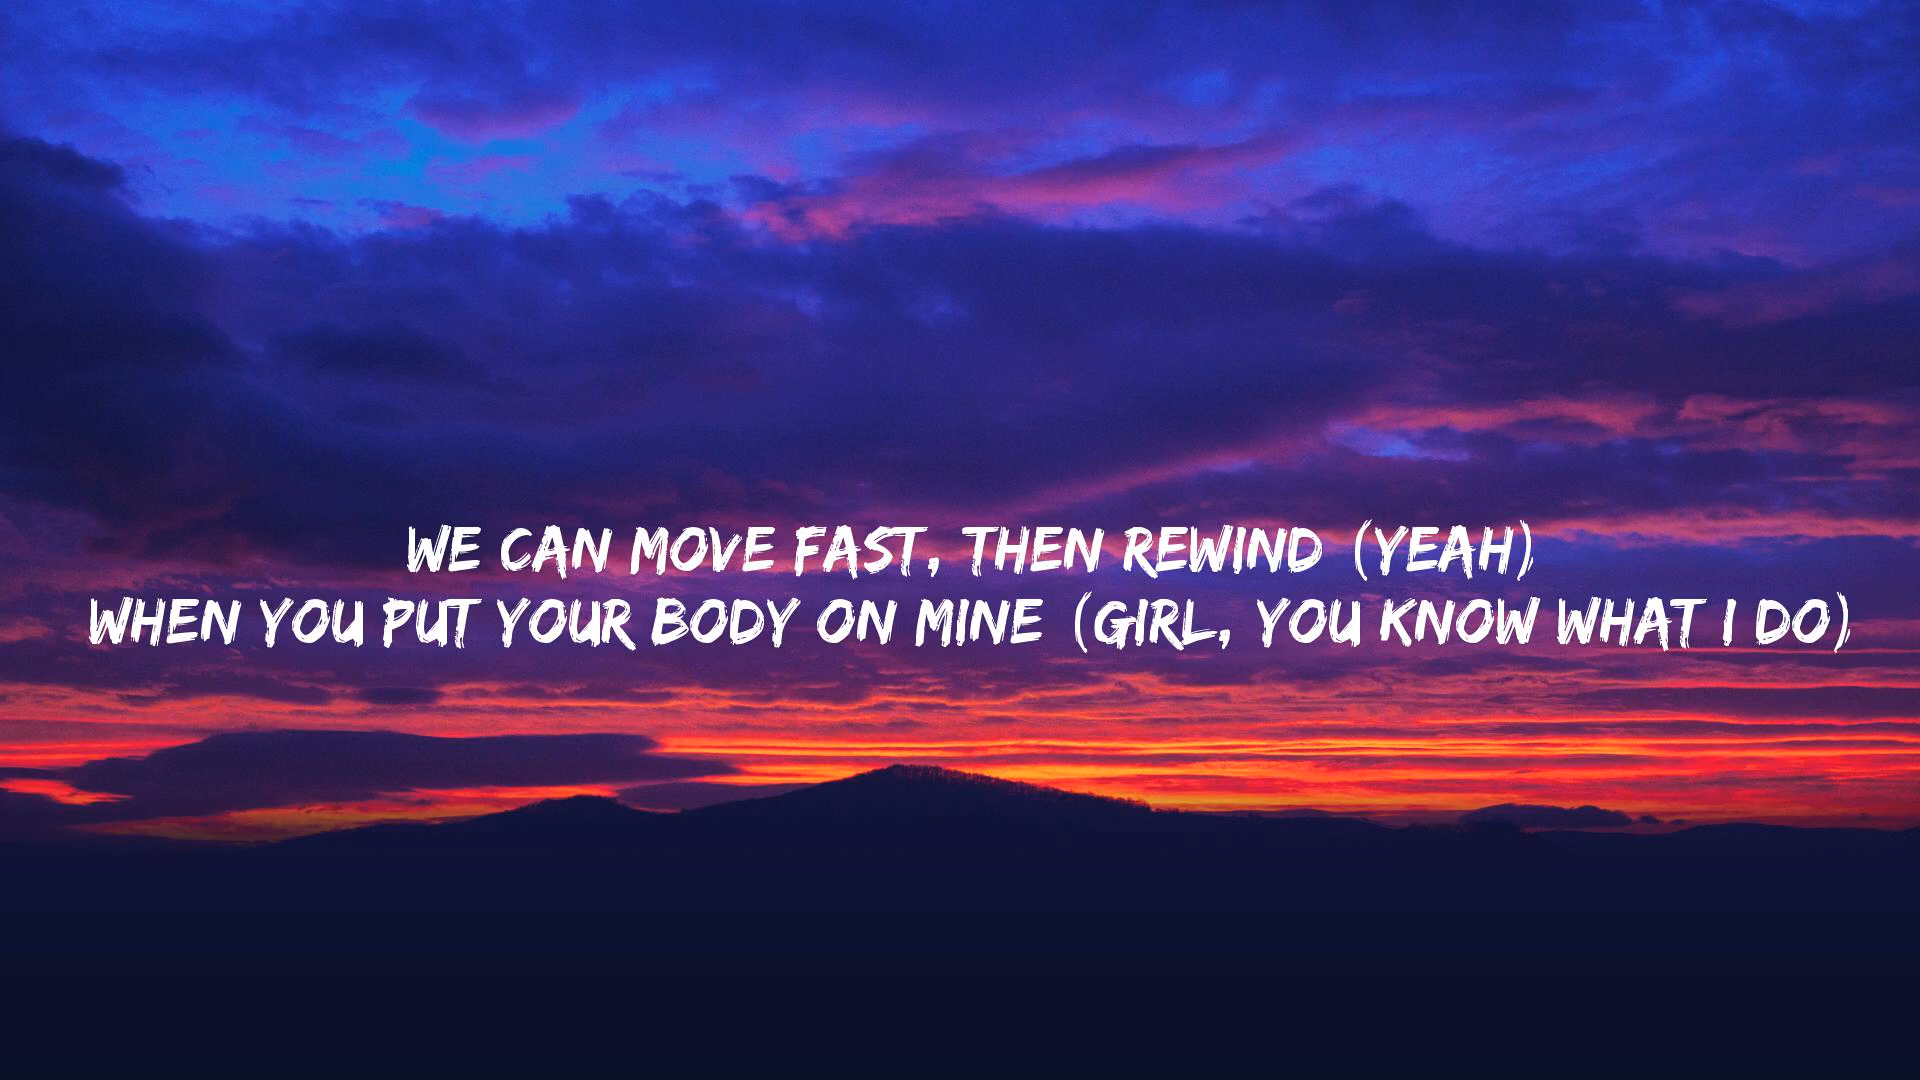 WE CAN MOVE FAST, THEN REWIND (YEAH)
WHEN YOU PUT YOUR BODY ON MINE (GIRL, YOU KNOW WHAT I DO)